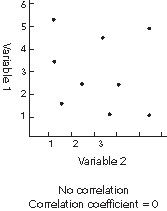 6
5
4
3
2
1
Variable 1
1 2 3
Variable 2
No correlation
Correlation coefficient = 0